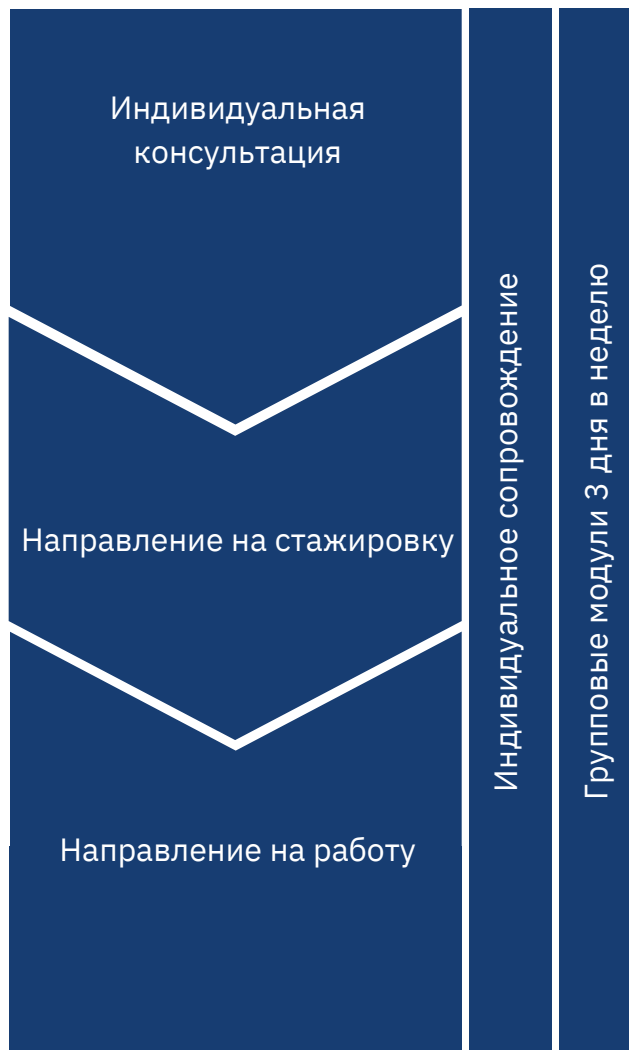 Индивидуальная
консультация
Направление на стажировку
Направление на работу
Индивидуальное сопровождение
Групповые модули 3 дня в неделю